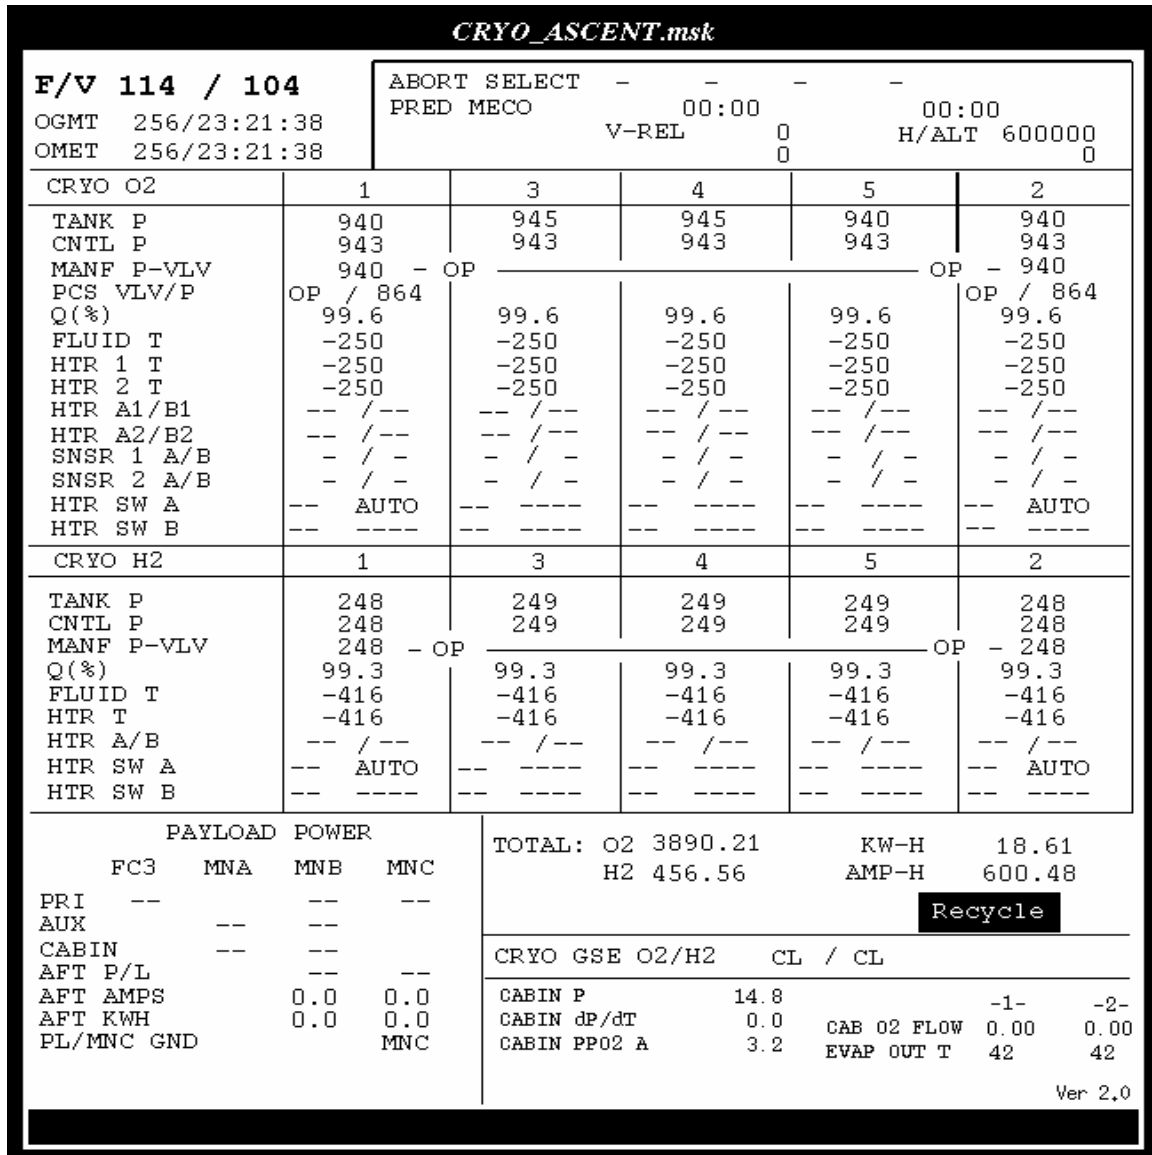 CRYO_ASCENT.msk
F/V 114 / 104
OGMT 256/23:21:38
OMET 256/23:21:38
ABORT SELECT - - - -
PRED MECO 00:00 00:00
V-REL 0 H/ALT 600000
0 0
CRYO O2 1 3 4 5 2
TANK P 940 945 945 940 940
CNTL P 943 943 943 943 943
MANF P-VLV 940 - OP OP - 940
PCS VLV/P OP / 864 OP / 864
Q(%) 99.6 99.6 99.6 99.6 99.6
FLUID T -250 -250 -250 -250 -250
HTR 1 T -250 -250 -250 -250 -250
HTR 2 T -250 -250 -250 -250 -250
HTR A1/B1 -- /-- -- /-- -- /-- -- /-- -- /--
HTR A2/B2 -- /-- -- /-- -- /-- -- /-- -- /--
SNSR 1 A/B - / - - / - - / - - / - - / -
SNSR 2 A/B - / - - / - - / - - / - - / -
HTR SW A -- AUTO -- ---- -- ---- -- ---- -- AUTO
HTR SW B -- ---- -- ---- -- ---- -- ---- -- ----
CRYO H2 1 3 4 5 2
TANK P 248 249 249 249 248
CNTL P 248 249 249 249 248
MANF P-VLV 248 - OP OP - 248
Q(%) 99.3 99.3 99.3 99.3 99.3
FLUID T -416 -416 -416 -416 -416
HTR T -416 -416 -416 -416 -416
HTR A/B -- /-- -- /-- -- /-- -- /-- -- /--
HTR SW A -- AUTO -- ---- -- ---- -- ---- -- AUTO
HTR SW B -- ---- -- ---- -- ---- -- ---- -- ----
PAYLOAD POWER
FC3 MNA MNB MNC
PRI -- -- --
AUX -- --
CABIN -- --
AFT P/L -- --
AFT AMPS 0.0 0.0
AFT KWH 0.0 0.0
PL/MNC GND MNC
TOTAL: O2 3890.21 KW-H 18.61
H2 456.56 AMP-H 600.48
Recycle
CRYO GSE O2/H2 CL / CL
CABIN P 14.8 -1- -2-
CABIN dP/dT 0.0 CAB O2 FLOW 0.00 0.00
CABIN PPO2 A 3.2 EVAP OUT T 42 42
Ver 2.0